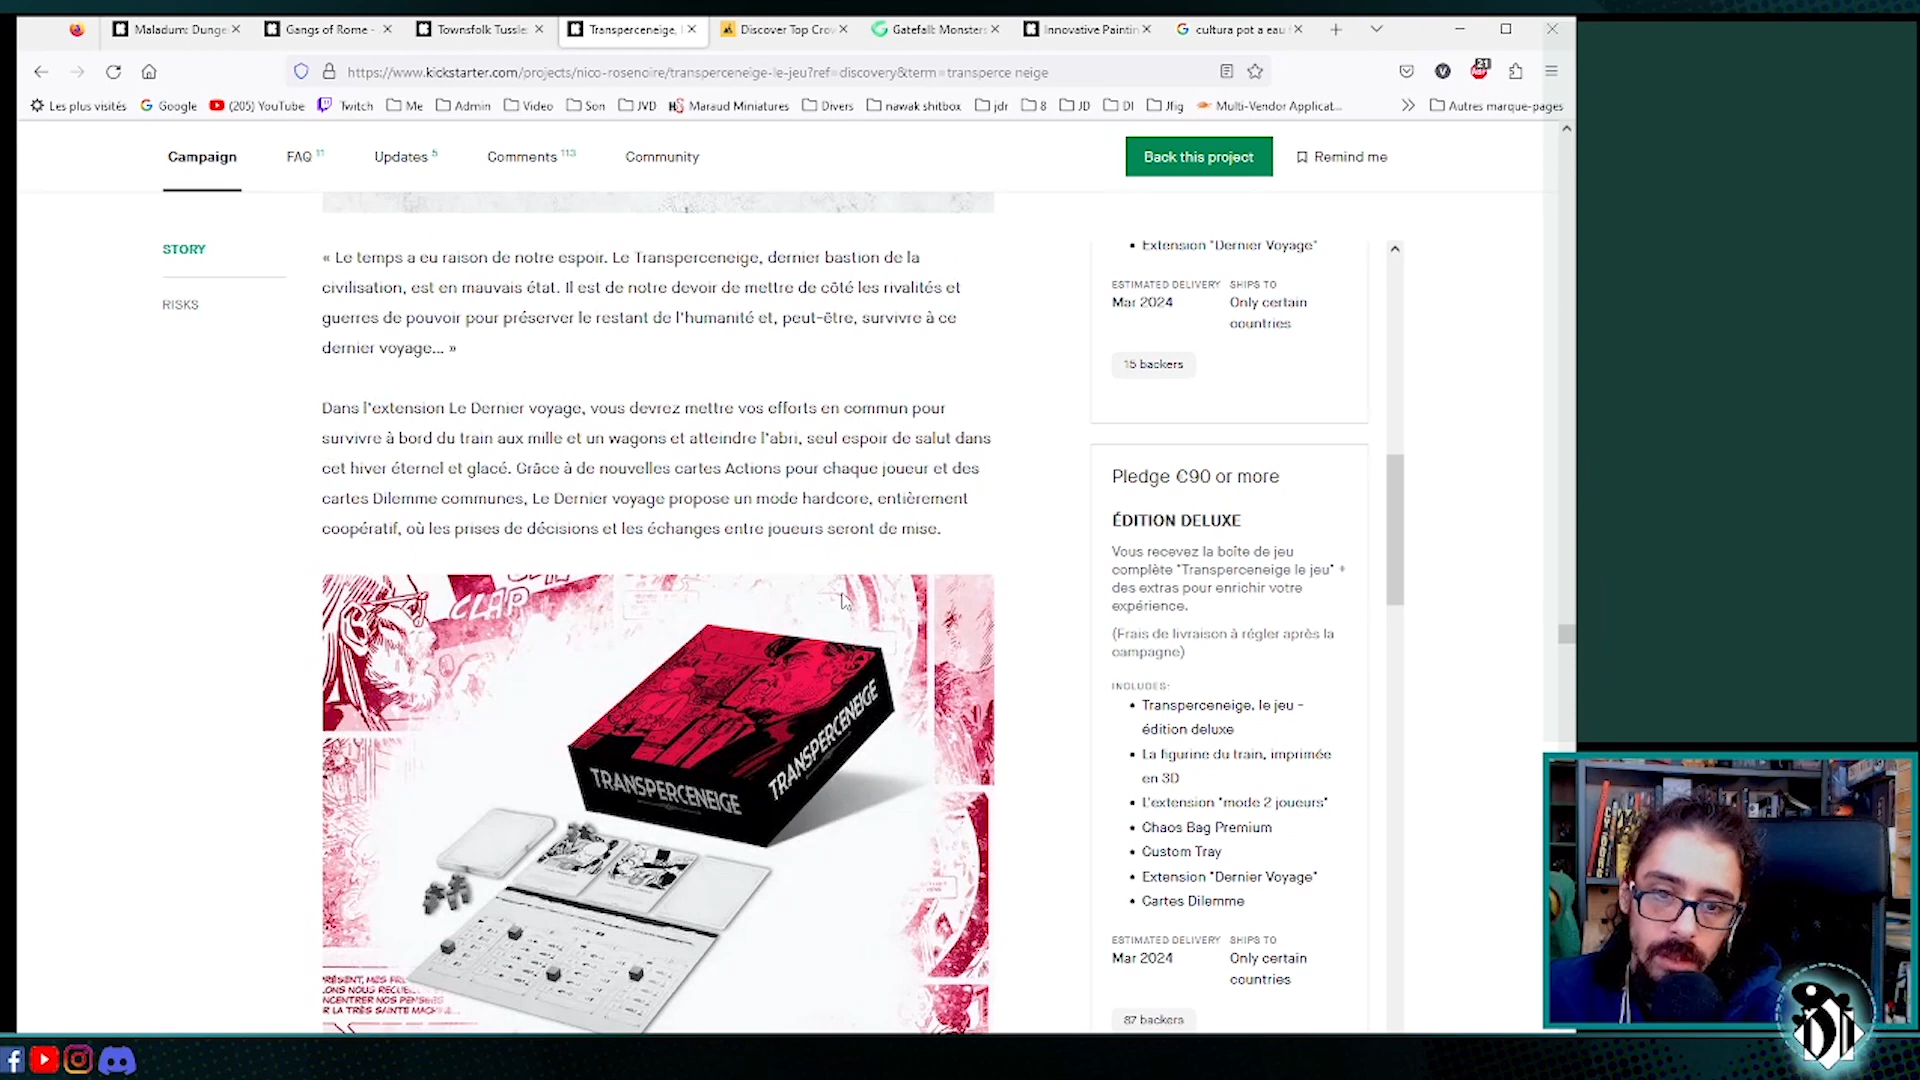 Maladum: Dunge
Gangs of Rome -
Townsfolk Tussle
Transperceneige, l
Discover Top Cro
Gatefall: Monsters
Innovative Paintin
cultura pot a eau
https://www.kickstarter.com/projects/nico-rosenoire/transperceneige-le-jeu?ref=discovery&term=transperce neige
21
Les plus visités
Google
(205) YouTube
Twitch
Me
Admin
Video
Son
JVD
Maraud Miniatures
Divers
nawak shitbox
jdr
8
JD
DI
Jfig
Multi-Vendor Applicat...
Autres marque-pages
Campaign
FAQ 11
Updates 5
Comments 113
Community
Back this project
Remind me
STORY
RISKS
« Le temps a eu raison de notre espoir. Le Transperceneige, dernier bastion de la
civilisation, est en mauvais état. Il est de notre devoir de mettre de côté les rivalités et
guerres de pouvoir pour préserver le restant de l'humanité et, peut-être, survivre à ce
dernier voyage... »
Dans l'extension Le Dernier voyage, vous devrez mettre vos efforts en commun pour
survivre à bord du train aux mille et un wagons et atteindre l'abri, seul espoir de salut dans
cet hiver éternel et glacé. Grâce à de nouvelles cartes Actions pour chaque joueur et des
cartes Dilemme communes, Le Dernier voyage propose un mode hardcore, entièrement
coopératif, où les prises de décisions et les échanges entre joueurs seront de mise.
CLAP
TRANSPERCENEIGE
TRANSPERCENEIGE
R LA TRÈS SAINTE
Extension "Dernier Voyage"
ESTIMATED DELIVERY
Mar 2024
SHIPS TO
Only certain
countries
15 backers
Pledge €90 or more
ÉDITION DELUXE
Vous recevez la boîte de jeu
complète "Transperceneige le jeu" +
des extras pour enrichir votre
expérience.
(Frais de livraison à régler après la
campagne)
INCLUDES:
Transperceneige, le jeu -
édition deluxe
La figurine du train, imprimée
en 3D
L'extension "mode 2 joueurs"
Chaos Bag Premium
Custom Tray
Extension "Dernier Voyage"
Cartes Dilemme
ESTIMATED DELIVERY
Mar 2024
SHIPS TO
Only certain
countries
87 backers